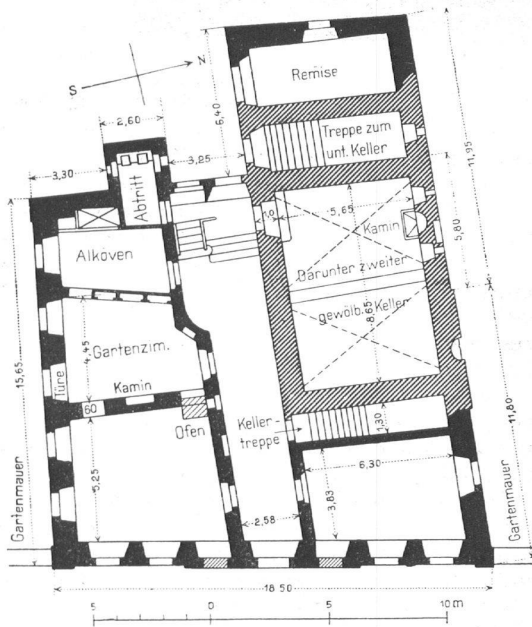 Remise
S
N
6,40
2,60
3,25
Treppe zum
unt. Keller
11,95
3,30
Abtritt
1,0
5,65
Kamin
5,80
Alkoven
Darunter zweiter
gewölb. Keller
8,65
Gartenzim.
4,45
15,65
Türe
Kamin
60
Ofen
Keller-
treppe
1,30
11,80
5,25
6,30
3,83
Gartenmauer
Gartenmauer
2,58
18,50
5
0
5
10 m